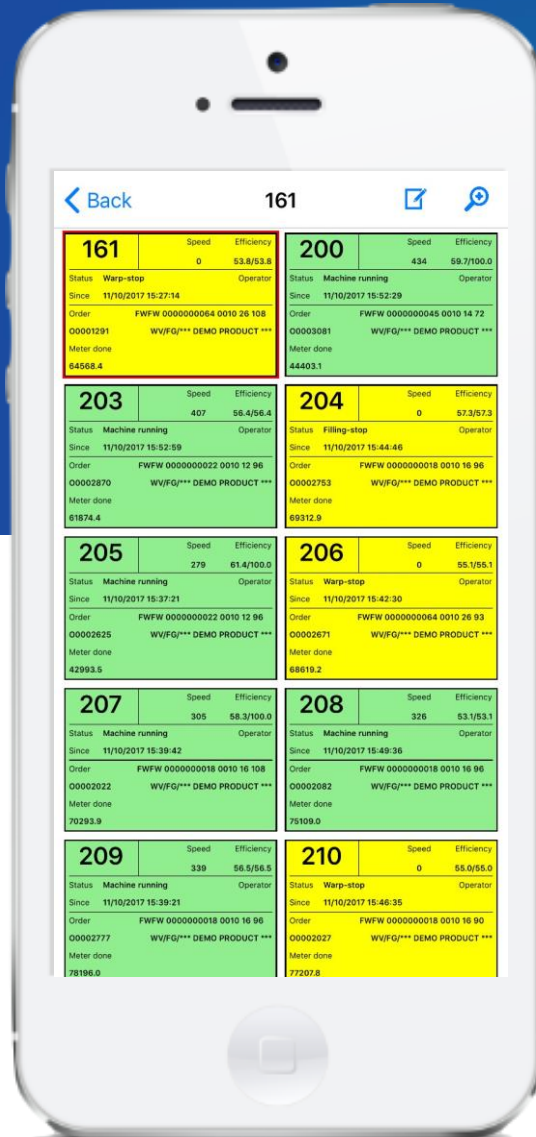 Back 161
161 Speed Efficiency
0 53.8/53.8
Status Warp-stop Operator
Since 11/10/2017 15:27:14
Order FWFW 0000000064 0010 26 108
O0001291 WV/FG/*** DEMO PRODUCT ***
Meter done
64568.4
200 Speed Efficiency
434 59.7/100.0
Status Machine running Operator
Since 11/10/2017 15:52:29
Order FWFW 0000000045 0010 14 72
O0003081 WV/FG/*** DEMO PRODUCT ***
Meter done
44403.1
203 Speed Efficiency
407 56.4/56.4
Status Machine running Operator
Since 11/10/2017 15:52:59
Order FWFW 0000000022 0010 12 96
O0002870 WV/FG/*** DEMO PRODUCT ***
Meter done
61874.4
204 Speed Efficiency
0 57.3/57.3
Status Filling-stop Operator
Since 11/10/2017 15:44:46
Order FWFW 0000000018 0010 16 96
O0002753 WV/FG/*** DEMO PRODUCT ***
Meter done
69312.9
205 Speed Efficiency
279 61.4/100.0
Status Machine running Operator
Since 11/10/2017 15:37:21
Order FWFW 0000000022 0010 12 96
O0002625 WV/FG/*** DEMO PRODUCT ***
Meter done
42993.5
206 Speed Efficiency
0 55.1/55.1
Status Warp-stop Operator
Since 11/10/2017 15:42:30
Order FWFW 0000000064 0010 26 93
O0002671 WV/FG/*** DEMO PRODUCT ***
Meter done
68619.2
207 Speed Efficiency
305 58.3/100.0
Status Machine running Operator
Since 11/10/2017 15:39:42
Order FWFW 0000000018 0010 16 108
O0002022 WV/FG/*** DEMO PRODUCT ***
Meter done
70293.9
208 Speed Efficiency
326 53.1/53.1
Status Machine running Operator
Since 11/10/2017 15:49:36
Order FWFW 0000000018 0010 16 96
O0002082 WV/FG/*** DEMO PRODUCT ***
Meter done
75109.0
209 Speed Efficiency
339 56.5/56.5
Status Machine running Operator
Since 11/10/2017 15:39:21
Order FWFW 0000000018 0010 16 96
O0002777 WV/FG/*** DEMO PRODUCT ***
Meter done
78196.0
210 Speed Efficiency
0 55.0/55.0
Status Warp-stop Operator
Since 11/10/2017 15:46:35
Order FWFW 0000000018 0010 16 90
O0002027 WV/FG/*** DEMO PRODUCT ***
Meter done
77207.8